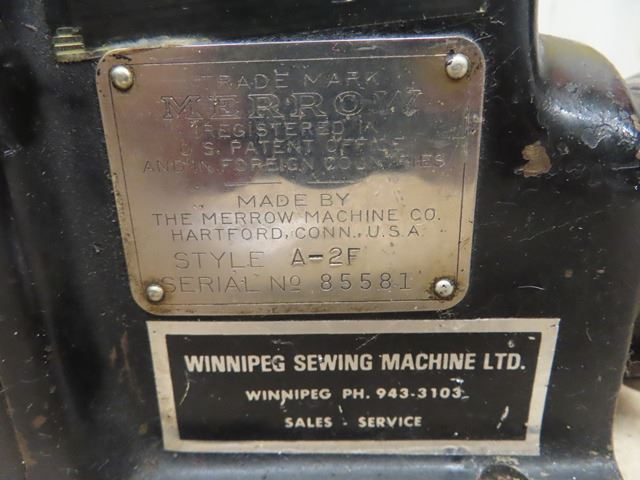 TRADE MARK
MERROW
REGISTERED IN
U.S. PATENT OFFICE
AND IN FOREIGN COUNTRIES
MADE BY
THE MERROW MACHINE CO.
HARTFORD, CONN., U.S.A.
STYLE A-2F
SERIAL NO 85581
WINNIPEG SEWING MACHINE LTD.
WINNIPEG PH. 943-3103
SALES - SERVICE